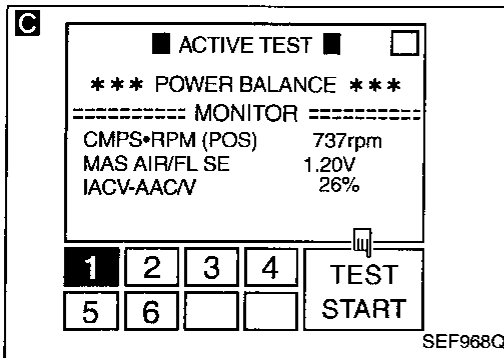 C
■ ACTIVE TEST ■
*** POWER BALANCE ***
========== MONITOR ==========
CMPS•RPM (POS) 737rpm
MAS AIR/FL SE 1.20V
IACV-AAC/V 26%
1 2 3 4 TEST START
5 6
SEF968Q